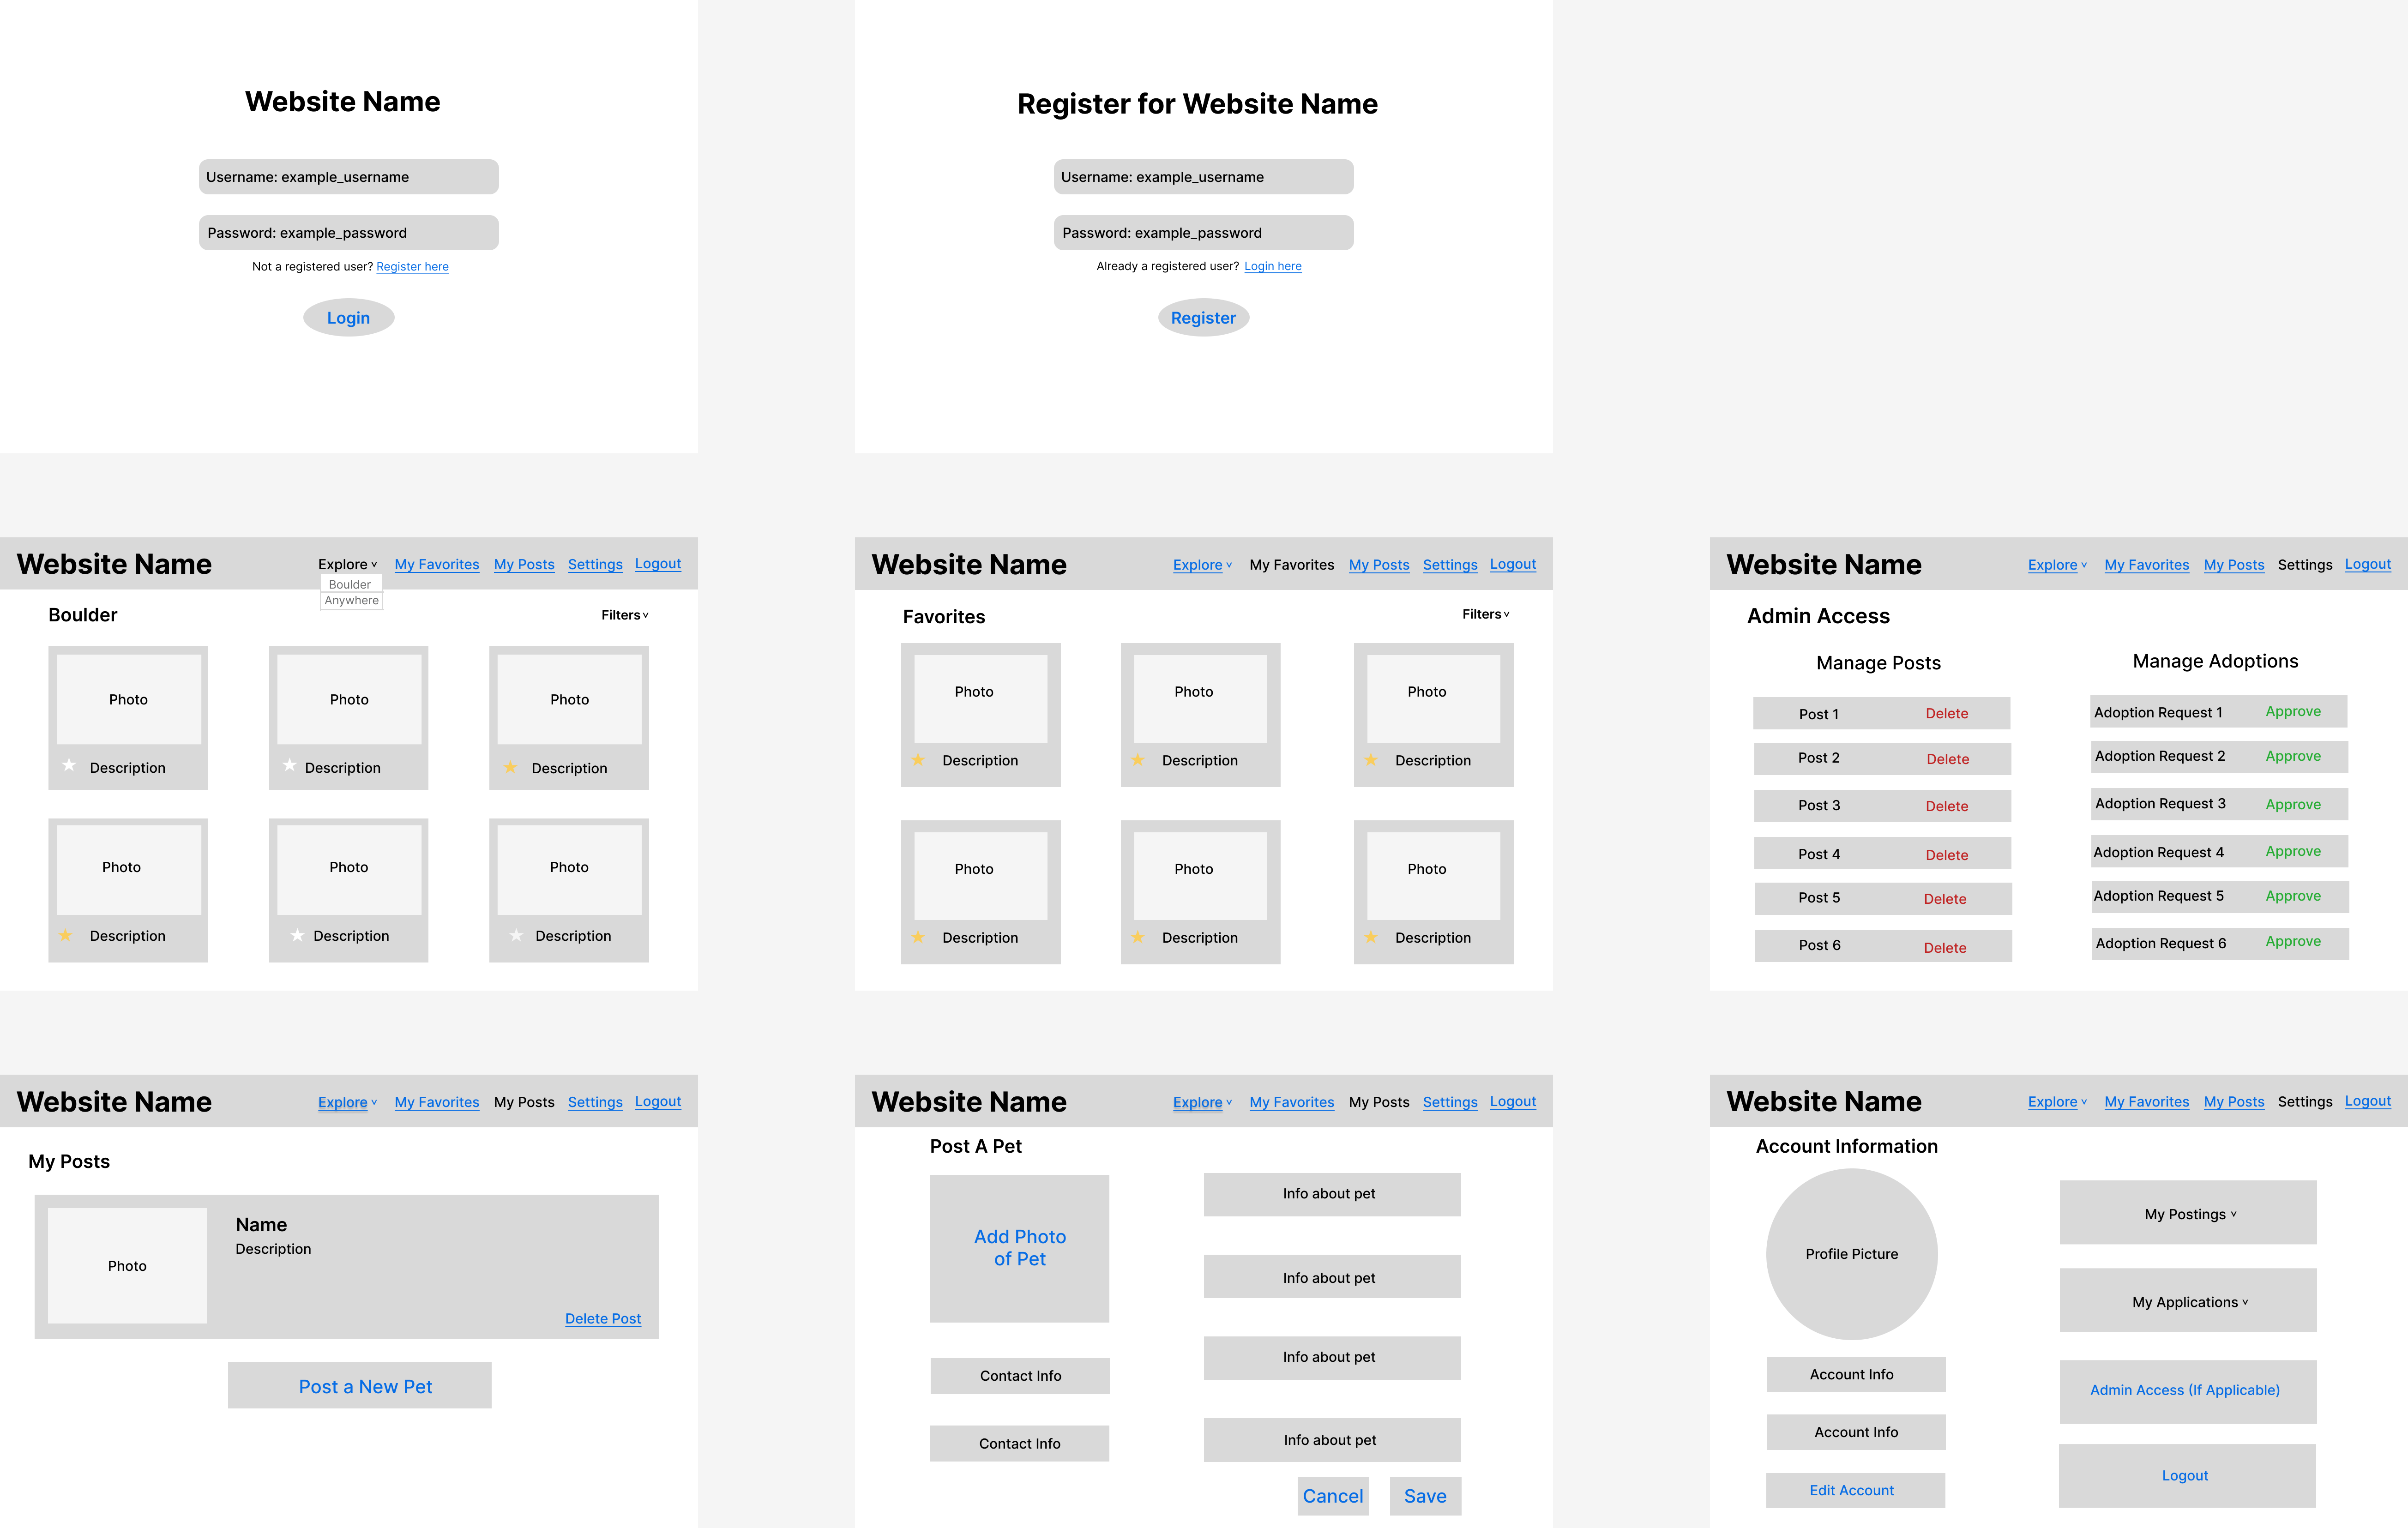 Website Name
Username: example_username
Password: example_password
Not a registered user? Register here
Login
Register for Website Name
Username: example_username
Password: example_password
Already a registered user? Login here
Register
Website Name
Explore v My Favorites My Posts Settings Logout
Boulder
Anywhere
Boulder
Filters v
Photo Photo Photo
Description Description Description
Photo Photo Photo
Description Description Description
Website Name
Explore v My Favorites My Posts Settings Logout
Favorites
Filters v
Photo Photo Photo
Description Description Description
Photo Photo Photo
Description Description Description
Website Name
Explore v My Favorites My Posts Settings Logout
Admin Access
Manage Posts
Post 1 Delete
Post 2 Delete
Post 3 Delete
Post 4 Delete
Post 5 Delete
Post 6 Delete
Manage Adoptions
Adoption Request 1 Approve
Adoption Request 2 Approve
Adoption Request 3 Approve
Adoption Request 4 Approve
Adoption Request 5 Approve
Adoption Request 6 Approve
Website Name
Explore v My Favorites My Posts Settings Logout
My Posts
Photo
Name
Description
Delete Post
Post a New Pet
Website Name
Explore v My Favorites My Posts Settings Logout
Post A Pet
Add Photo
of Pet
Contact Info
Contact Info
Info about pet
Info about pet
Info about pet
Info about pet
Cancel Save
Website Name
Explore v My Favorites My Posts Settings Logout
Account Information
Profile Picture
Account Info
Account Info
Edit Account
My Postings v
My Applications v
Admin Access (If Applicable)
Logout